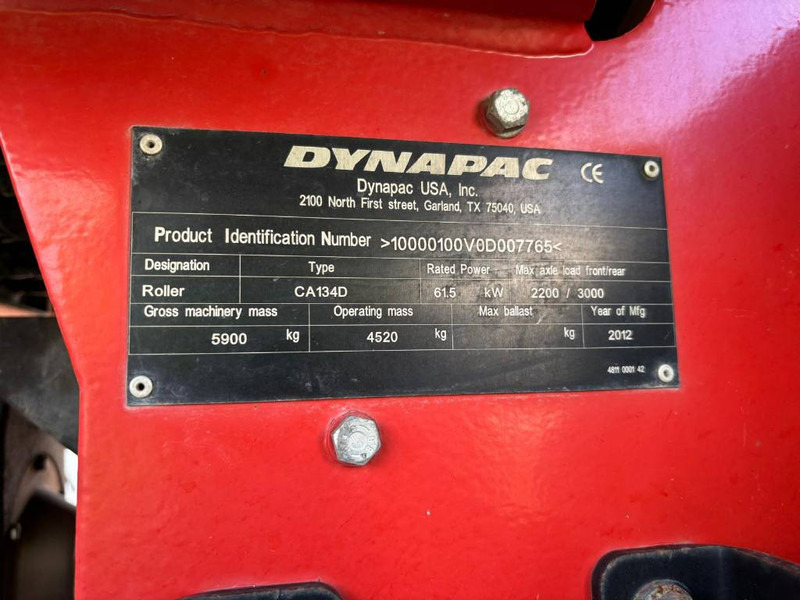 DYNAPAC CE
Dynapac USA, Inc.
2100 North First street, Garland, TX 75040, USA
Product Identification Number >10000100V0D007765<
Designation Type Rated Power Max axle load front/rear
Roller CA134D 61.5 kW 2200 / 3000
Gross machinery mass Operating mass Max ballast Year of Mfg
5900 kg 4520 kg kg 2012
4811 0001 42